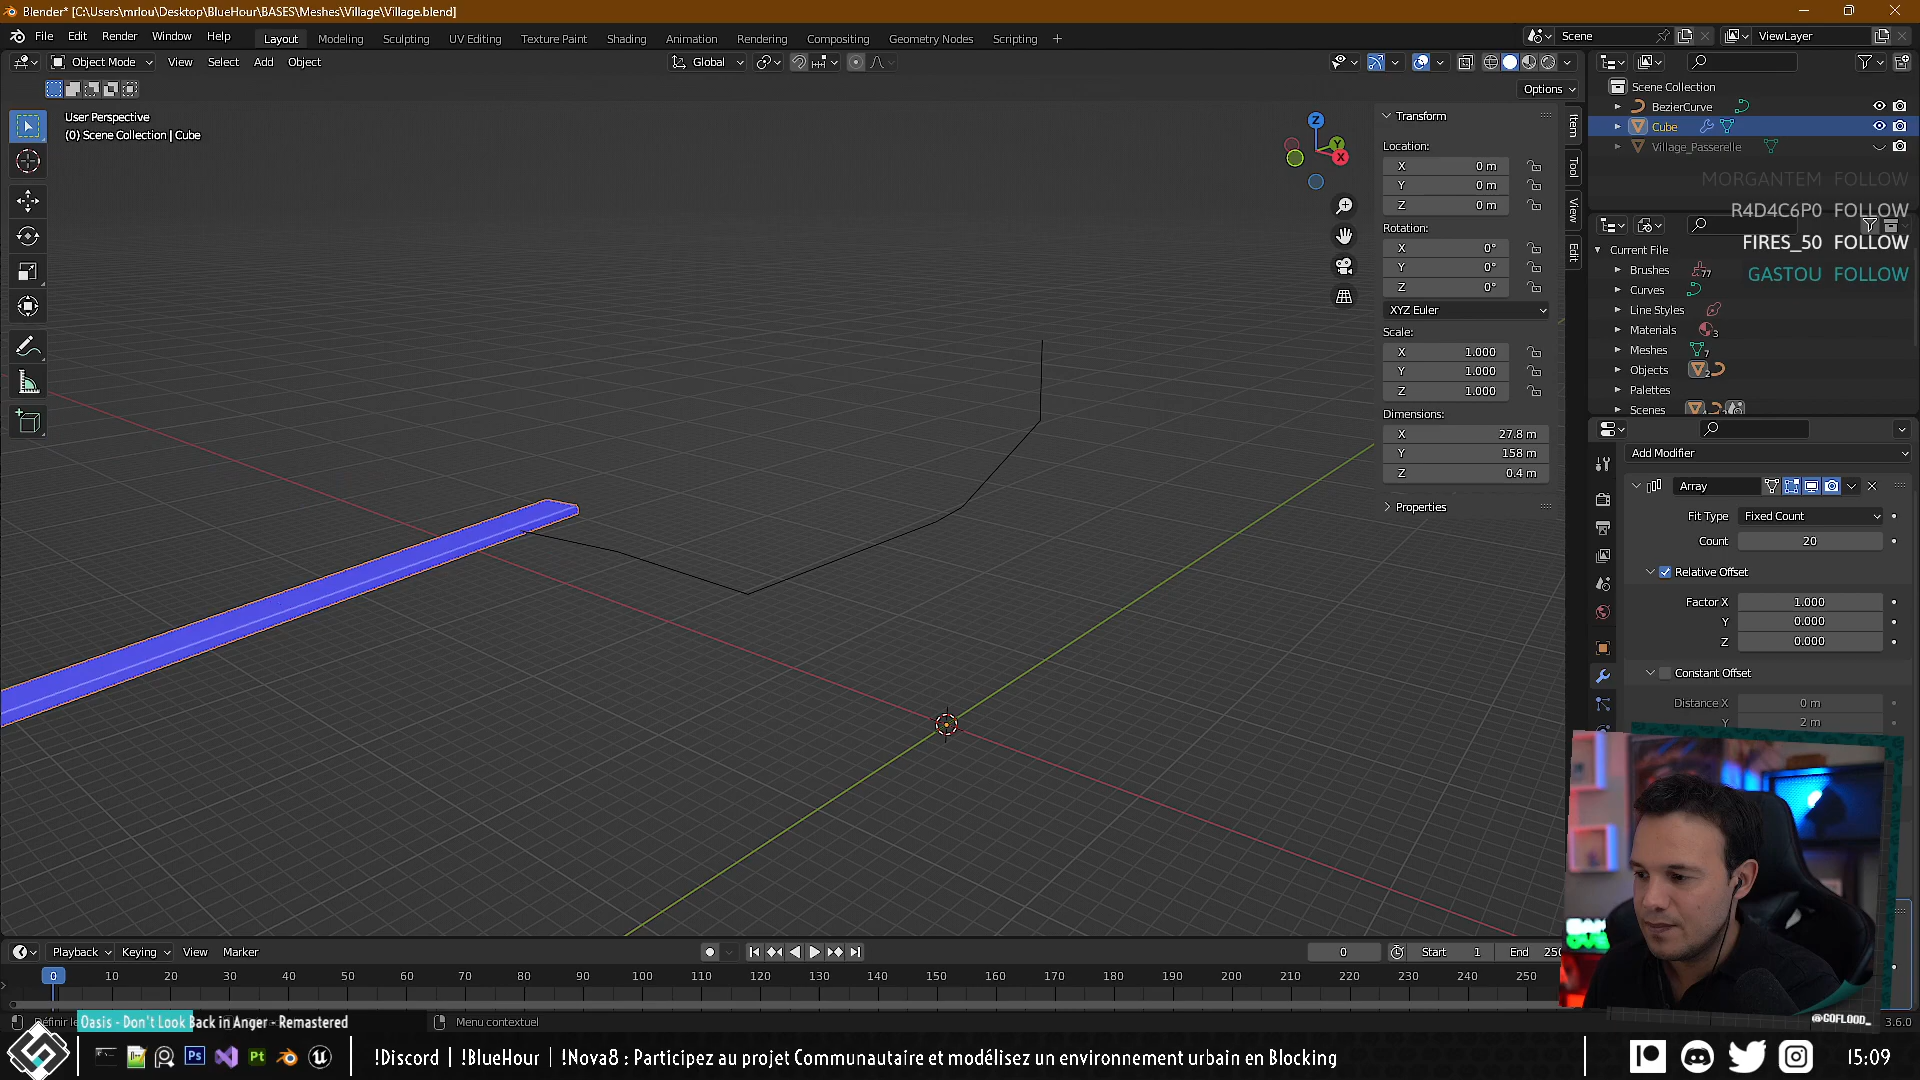 Blender* [C:\Users\mrlou\Desktop\BlueHour\BASES\Meshes\Village\Village.blend]
File Edit Render Window Help
Layout Modeling Sculpting UV Editing Texture Paint Shading Animation Rendering Compositing Geometry Nodes Scripting +
Scene
ViewLayer
Object Mode View Select Add Object
Global
Options
User Perspective
(0) Scene Collection | Cube
Z
Y
X
Transform
Location:
X 0 m
Y 0 m
Z 0 m
Rotation:
X 0°
Y 0°
Z 0°
XYZ Euler
Scale:
X 1.000
Y 1.000
Z 1.000
Dimensions:
X 27.8 m
Y 158 m
Z 0.4 m
Properties
Item
Tool
View
Edit
Scene Collection
BezierCurve
Cube
Village_Passerelle
MORGANTEM FOLLOW
R4D4C6P0 FOLLOW
FIRES_50 FOLLOW
GASTOU FOLLOW
Current File
Brushes 77
Curves
Line Styles
Materials 3
Meshes 7
Objects 2
Palettes
Scenes
Add Modifier
Array
Fit Type Fixed Count
Count 20
Relative Offset
Factor X 1.000
Y 0.000
Z 0.000
Constant Offset
Distance X 0 m
Y 2 m
@GOFLOOD_
Playback Keying View Marker
0
Start 1
End 250
0 10 20 30 40 50 60 70 80 90 100 110 120 130 140 150 160 170 180 190 200 210 220 230 240 250
Définir le
Oasis - Don't Look Back in Anger - Remastered
Menu contextuel
3.6.0
Ps Pt
!Discord | !BlueHour | !Nova8 : Participez au projet Communautaire et modélisez un environnement urbain en Blocking
15:09